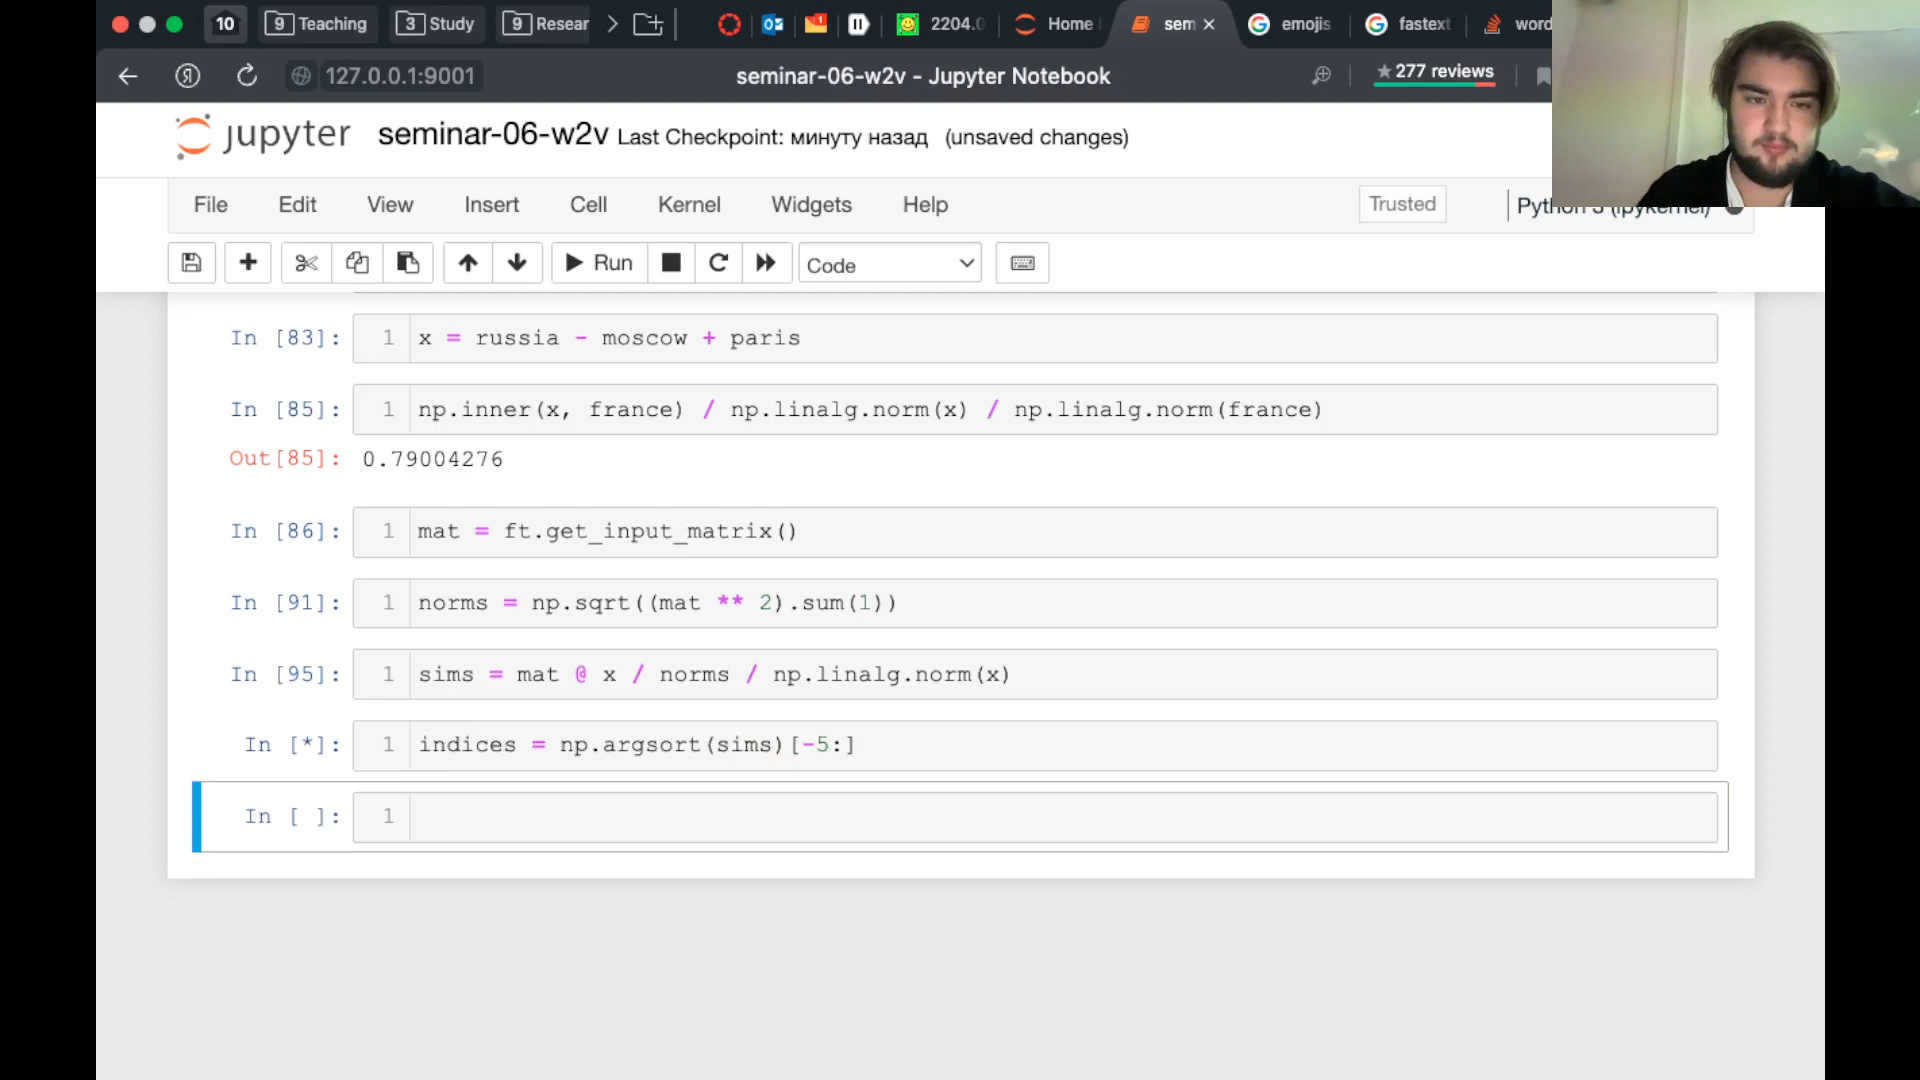 10
9 Teaching
3 Study
9 Resear
2204.0
Home
sem
emojis
fastext
word
127.0.0.1:9001
seminar-06-w2v - Jupyter Notebook
★277 reviews
jupyter seminar-06-w2v Last Checkpoint: минуту назад (unsaved changes)
File Edit View Insert Cell Kernel Widgets Help Trusted Python 3 (ipykernel)
Run Code
In [83]: 1 x = russia - moscow + paris
In [85]: 1 np.inner(x, france) / np.linalg.norm(x) / np.linalg.norm(france)
Out[85]: 0.79004276
In [86]: 1 mat = ft.get_input_matrix()
In [91]: 1 norms = np.sqrt((mat ** 2).sum(1))
In [95]: 1 sims = mat @ x / norms / np.linalg.norm(x)
In [*]: 1 indices = np.argsort(sims)[-5:]
In [ ]: 1